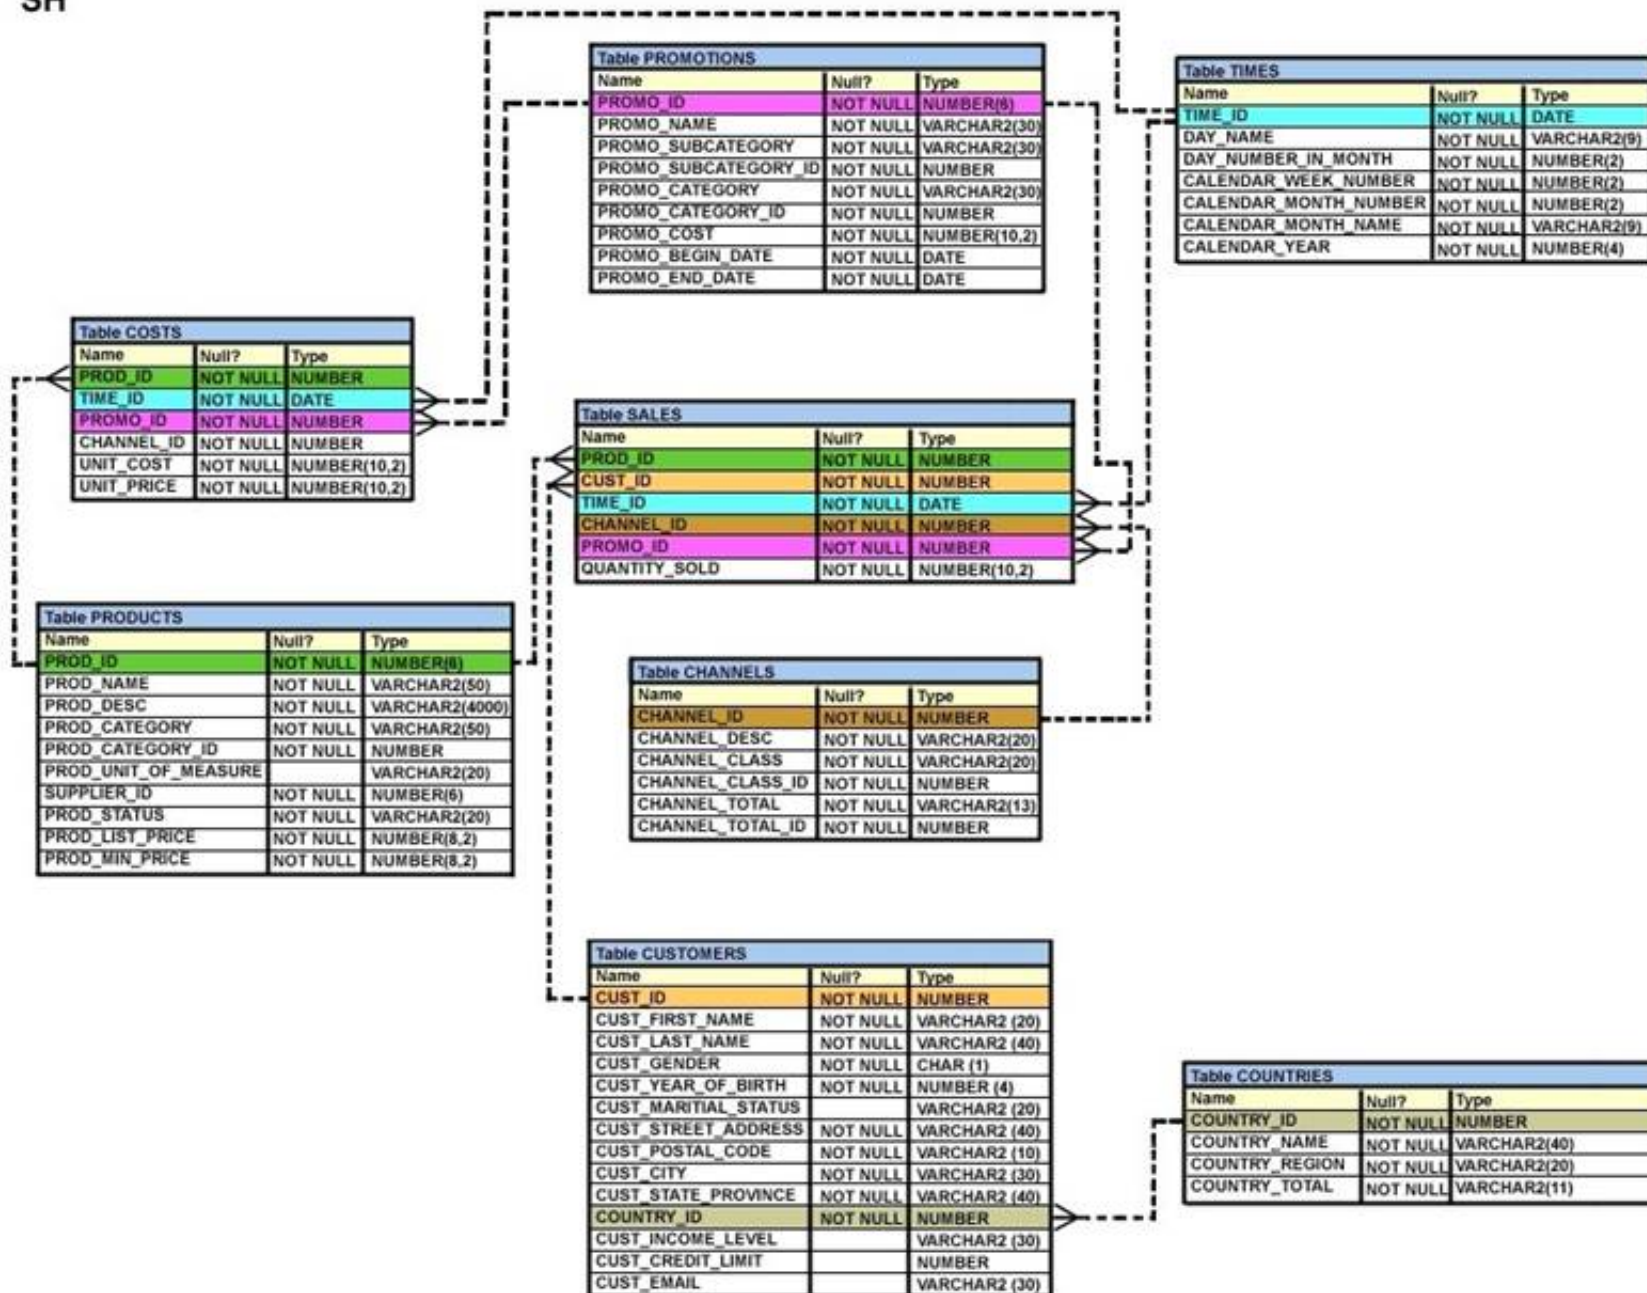 SH
Table PROMOTIONS
Name Null? Type
PROMO_ID NOT NULL NUMBER(6)
PROMO_NAME NOT NULL VARCHAR2(30)
PROMO_SUBCATEGORY NOT NULL VARCHAR2(30)
PROMO_SUBCATEGORY_ID NOT NULL NUMBER
PROMO_CATEGORY NOT NULL VARCHAR2(30)
PROMO_CATEGORY_ID NOT NULL NUMBER
PROMO_COST NOT NULL NUMBER(10,2)
PROMO_BEGIN_DATE NOT NULL DATE
PROMO_END_DATE NOT NULL DATE
Table TIMES
Name Null? Type
TIME_ID NOT NULL DATE
DAY_NAME NOT NULL VARCHAR2(9)
DAY_NUMBER_IN_MONTH NOT NULL NUMBER(2)
CALENDAR_WEEK_NUMBER NOT NULL NUMBER(2)
CALENDAR_MONTH_NUMBER NOT NULL NUMBER(2)
CALENDAR_MONTH_NAME NOT NULL VARCHAR2(9)
CALENDAR_YEAR NOT NULL NUMBER(4)
Table COSTS
Name Null? Type
PROD_ID NOT NULL NUMBER
TIME_ID NOT NULL DATE
PROMO_ID NOT NULL NUMBER
CHANNEL_ID NOT NULL NUMBER
UNIT_COST NOT NULL NUMBER(10,2)
UNIT_PRICE NOT NULL NUMBER(10,2)
Table SALES
Name Null? Type
PROD_ID NOT NULL NUMBER
CUST_ID NOT NULL NUMBER
TIME_ID NOT NULL DATE
CHANNEL_ID NOT NULL NUMBER
PROMO_ID NOT NULL NUMBER
QUANTITY_SOLD NOT NULL NUMBER(10,2)
Table PRODUCTS
Name Null? Type
PROD_ID NOT NULL NUMBER(6)
PROD_NAME NOT NULL VARCHAR2(50)
PROD_DESC NOT NULL VARCHAR2(4000)
PROD_CATEGORY NOT NULL VARCHAR2(50)
PROD_CATEGORY_ID NOT NULL NUMBER
PROD_UNIT_OF_MEASURE VARCHAR2(20)
SUPPLIER_ID NOT NULL NUMBER(6)
PROD_STATUS NOT NULL VARCHAR2(20)
PROD_LIST_PRICE NOT NULL NUMBER(8,2)
PROD_MIN_PRICE NOT NULL NUMBER(8,2)
Table CHANNELS
Name Null? Type
CHANNEL_ID NOT NULL NUMBER
CHANNEL_DESC NOT NULL VARCHAR2(20)
CHANNEL_CLASS NOT NULL VARCHAR2(20)
CHANNEL_CLASS_ID NOT NULL NUMBER
CHANNEL_TOTAL NOT NULL VARCHAR2(13)
CHANNEL_TOTAL_ID NOT NULL NUMBER
Table CUSTOMERS
Name Null? Type
CUST_ID NOT NULL NUMBER
CUST_FIRST_NAME NOT NULL VARCHAR2 (20)
CUST_LAST_NAME NOT NULL VARCHAR2 (40)
CUST_GENDER NOT NULL CHAR (1)
CUST_YEAR_OF_BIRTH NOT NULL NUMBER (4)
CUST_MARITIAL_STATUS VARCHAR2 (20)
CUST_STREET_ADDRESS NOT NULL VARCHAR2 (40)
CUST_POSTAL_CODE NOT NULL VARCHAR2 (10)
CUST_CITY NOT NULL VARCHAR2 (30)
CUST_STATE_PROVINCE NOT NULL VARCHAR2 (40)
COUNTRY_ID NOT NULL NUMBER
CUST_INCOME_LEVEL VARCHAR2 (30)
CUST_CREDIT_LIMIT NUMBER
CUST_EMAIL VARCHAR2 (30)
Table COUNTRIES
Name Null? Type
COUNTRY_ID NOT NULL NUMBER
COUNTRY_NAME NOT NULL VARCHAR2(40)
COUNTRY_REGION NOT NULL VARCHAR2(20)
COUNTRY_TOTAL NOT NULL VARCHAR2(11)